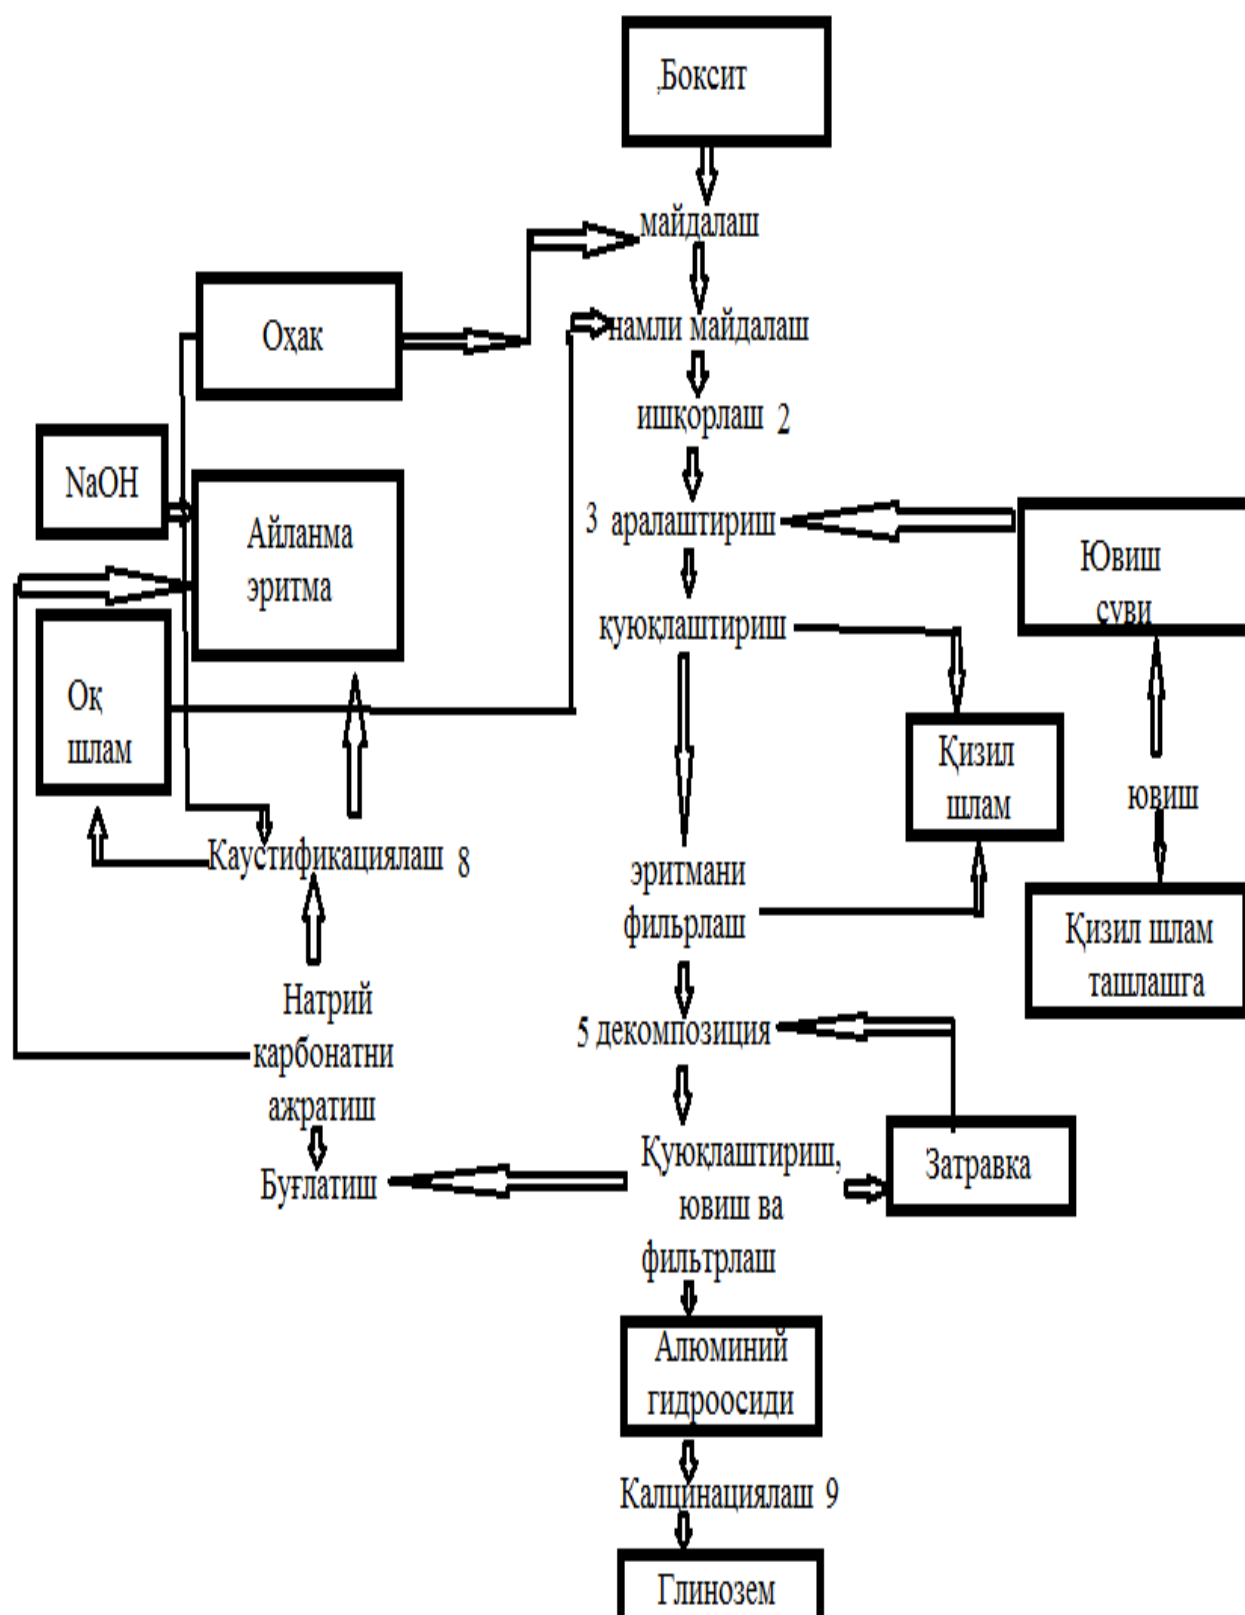 ,Боксит
майдалаш
Оҳак
намли майдалаш
ишқорлаш 2
NaOH
Айланма
эритма
3 аралаштириш
Ювиш
суви
қуюқлаштириш
Оқ
шлам
Қизил
шлам
ювиш
Каустификациялаш 8
эритмани
фильрлаш
Қизил шлам
ташлашга
Натрий
карбонатни
ажратиш
5 декомпозиция
Буғлатиш
Қуюқлаштириш,
ювиш ва
фильтрлаш
Затравка
Алюминий
гидроосиди
Калцинациялаш 9
Глинозем